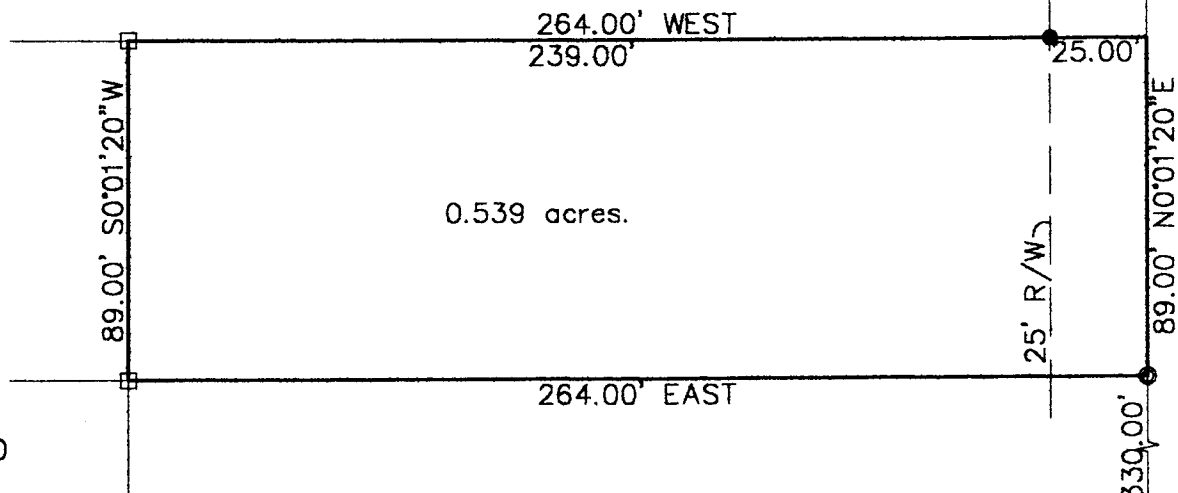 264.00' WEST
239.00'
25.00'
89.00' S0°01'20"W
89.00' N0°01'20"E
0.539 acres.
25' R/W
264.00' EAST
330.00'